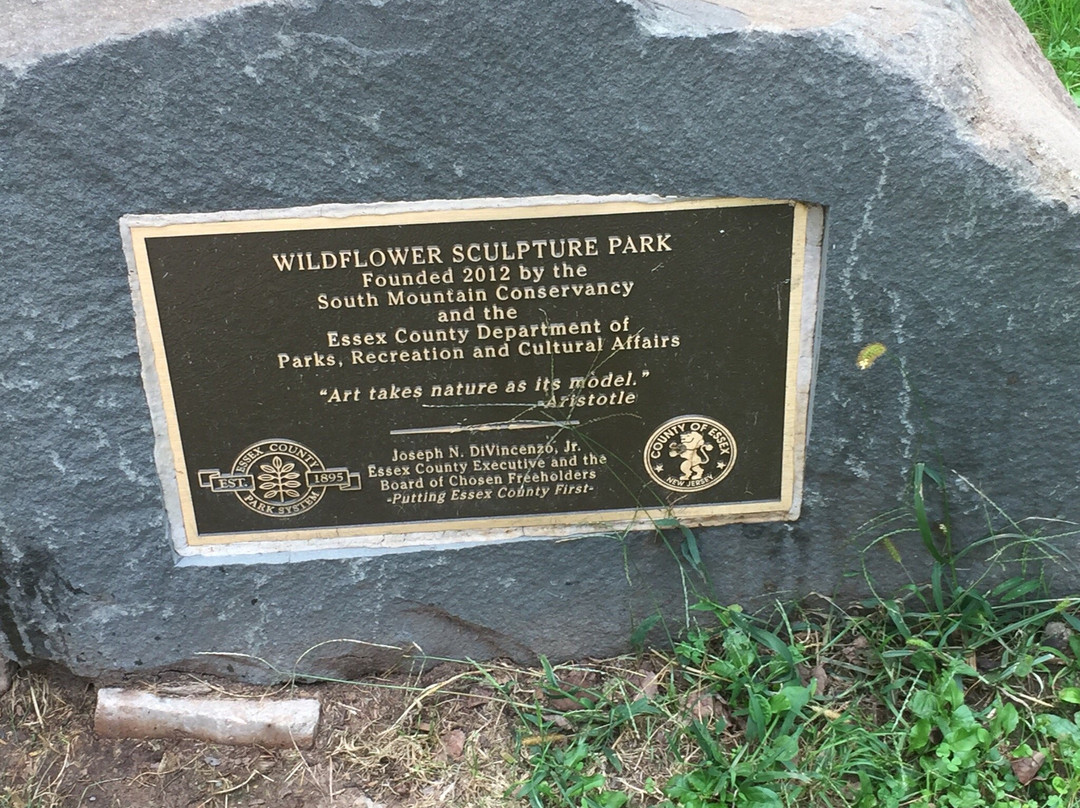 WILDFLOWER SCULPTURE PARK
Founded 2012 by the
South Mountain Conservancy
and the
Essex County Department of
Parks, Recreation and Cultural Affairs
"Art takes nature as its model."
-Aristotle
Joseph N. DiVincenzo, Jr.
Essex County Executive and the
Board of Chosen Freeholders
-Putting Essex County First-
ESSEX COUNTY
EST. 1895
PARK SYSTEM
COUNTY OF ESSEX
NEW JERSEY